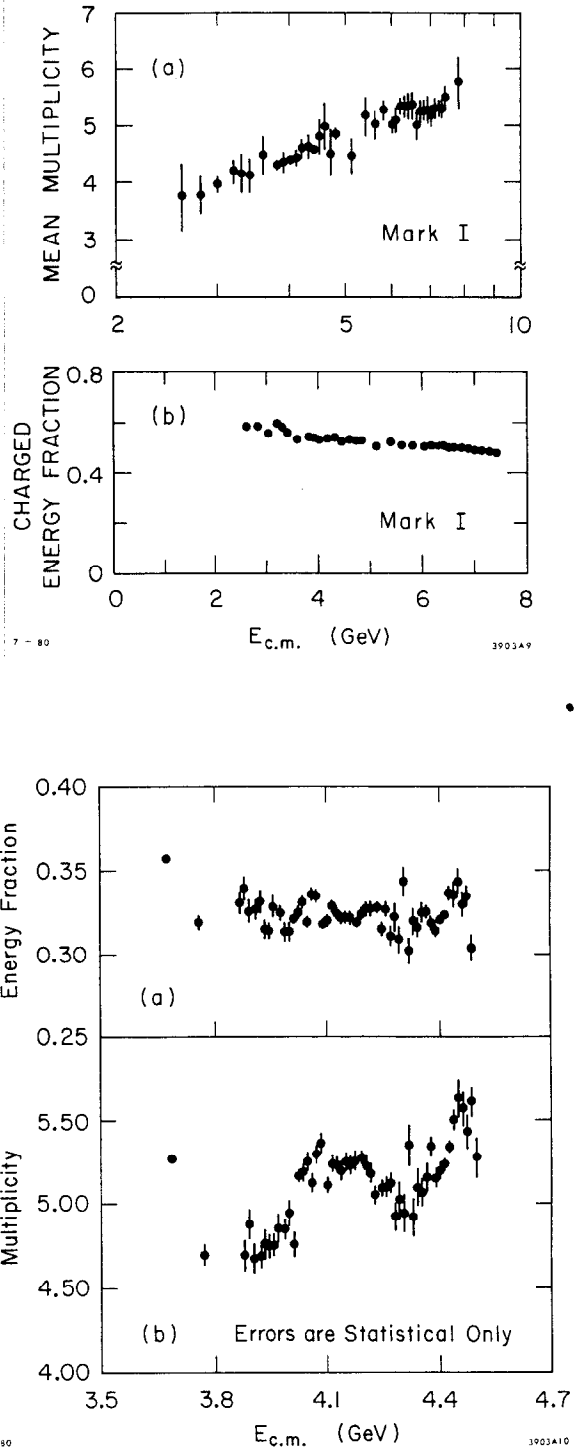 7
(a)
6
5
4
3
0
MEAN MULTIPLICITY
Mark I
2
5
10
0.8
(b)
0.4
0
CHARGED
ENERGY FRACTION
Mark I
0
2
4
6
8
E c.m. (GeV)
7 - 80
3903A9
0.40
0.35
0.30
0.25
Energy Fraction
(a)
5.50
5.00
4.50
4.00
Multiplicity
(b) Errors are Statistical Only
3.5
3.8
4.1
4.4
4.7
E c.m. (GeV)
80
3903A10